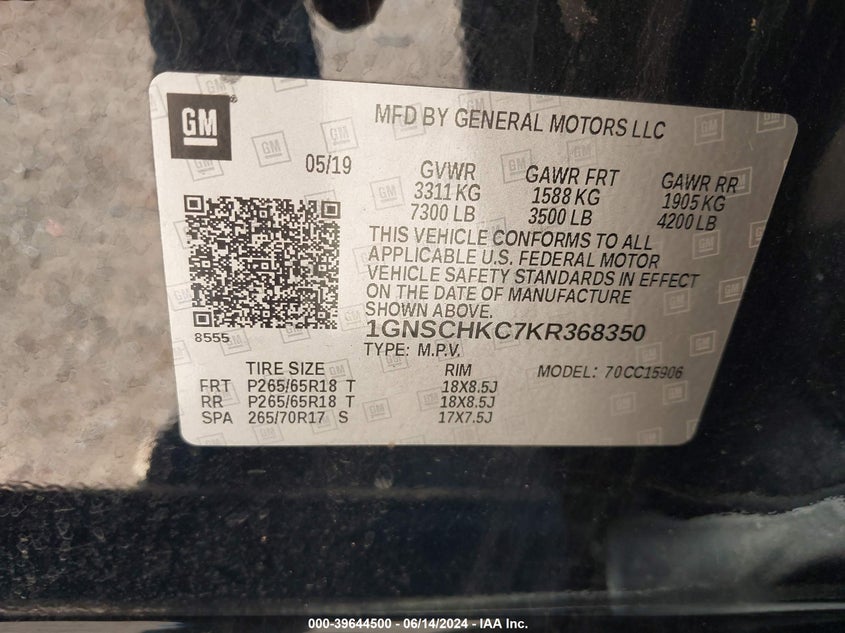 GM
MFD BY GENERAL MOTORS LLC
05/19
GVWR GAWR FRT GAWR RR
3311 KG 1588 KG 1905 KG
7300 LB 3500 LB 4200 LB
THIS VEHICLE CONFORMS TO ALL
APPLICABLE U.S. FEDERAL MOTOR
VEHICLE SAFETY STANDARDS IN EFFECT
ON THE DATE OF MANUFACTURE
SHOWN ABOVE.
8555
1GNSCHKC7KR368350
TYPE: M.P.V.
TIRE SIZE RIM MODEL: 70CC15906
FRT P265/65R18 T 18X8.5J
RR P265/65R18 T 18X8.5J
SPA 265/70R17 S 17X7.5J
000-39644500 - 06/14/2024 - IAA Inc.